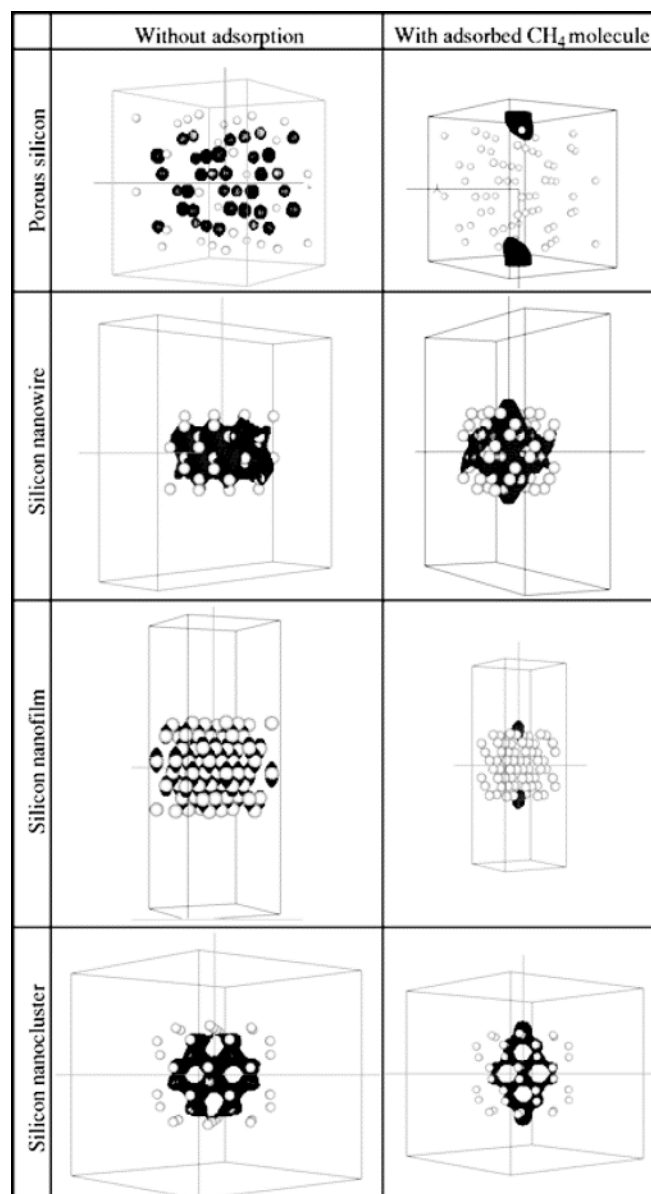 Without adsorption
With adsorbed CH₄ molecule
Porous silicon
Silicon nanowire
Silicon nanofilm
Silicon nanocluster